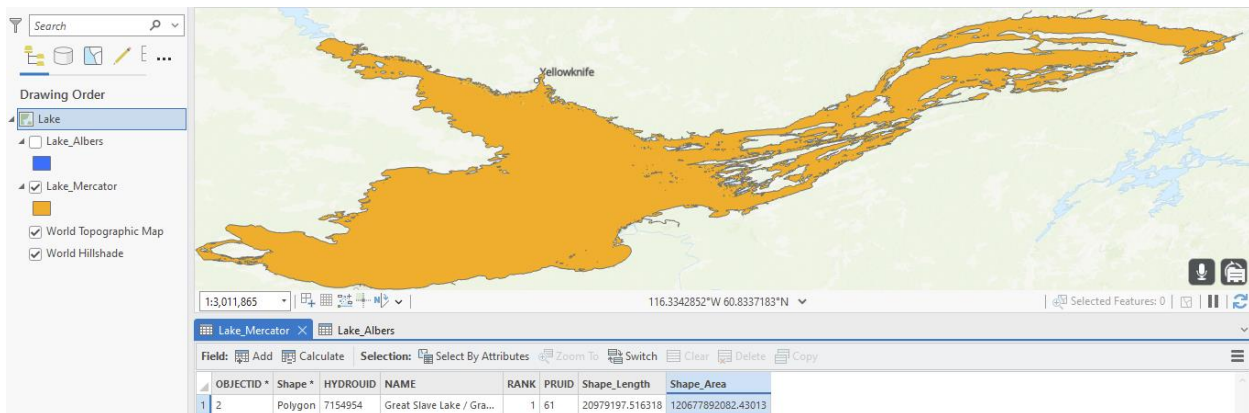 Search
Drawing Order
Lake
Lake_Albers
Lake_Mercator
World Topographic Map
World Hillshade
Yellowknife
1:3,011,865
116.3342852°W 60.8337183°N
Selected Features: 0
Lake_Mercator
Lake_Albers
Field: Add Calculate Selection: Select By Attributes Zoom To Switch Clear Delete Copy
OBJECTID * Shape * HYDROUID NAME RANK PRUID Shape_Length Shape_Area
1 2 Polygon 7154954 Great Slave Lake / Gra... 1 61 20979197.516318 120677892082.43013